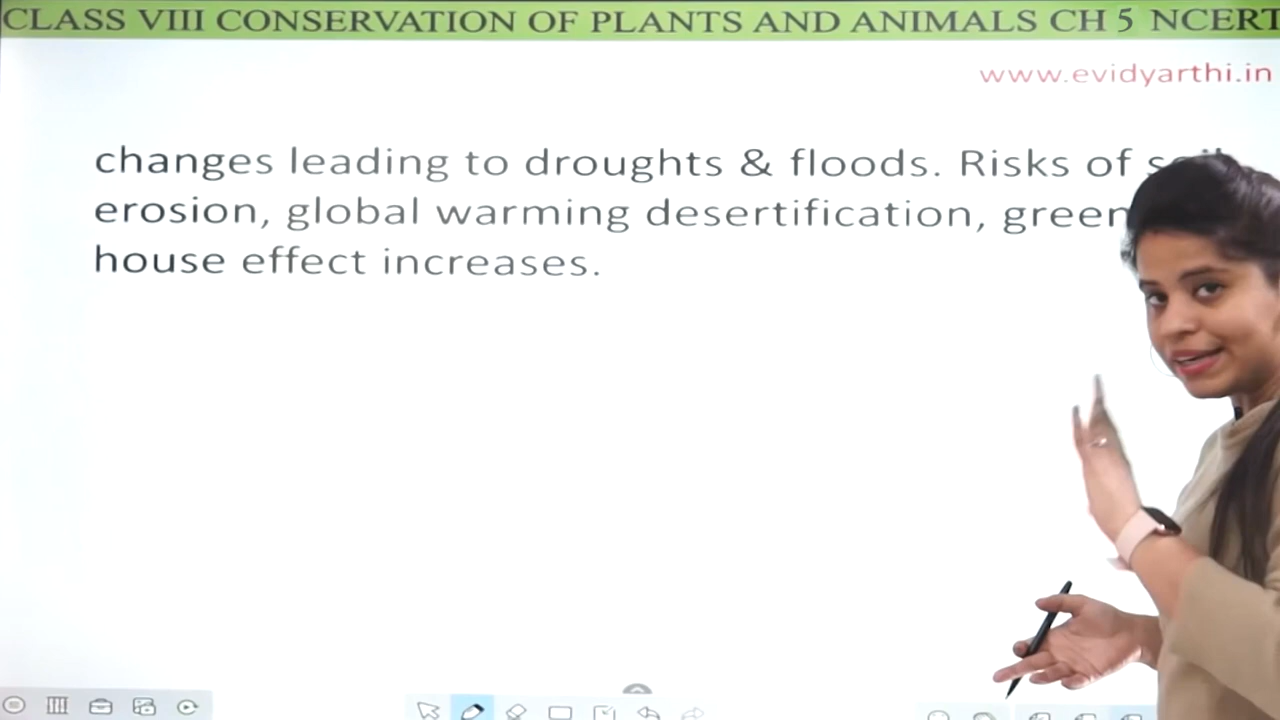 CLASS VIII CONSERVATION OF PLANTS AND ANIMALS CH 5 NCERT
www.evidyarthi.in
changes leading to droughts & floods. Risks of
erosion, global warming desertification, green
house effect increases.